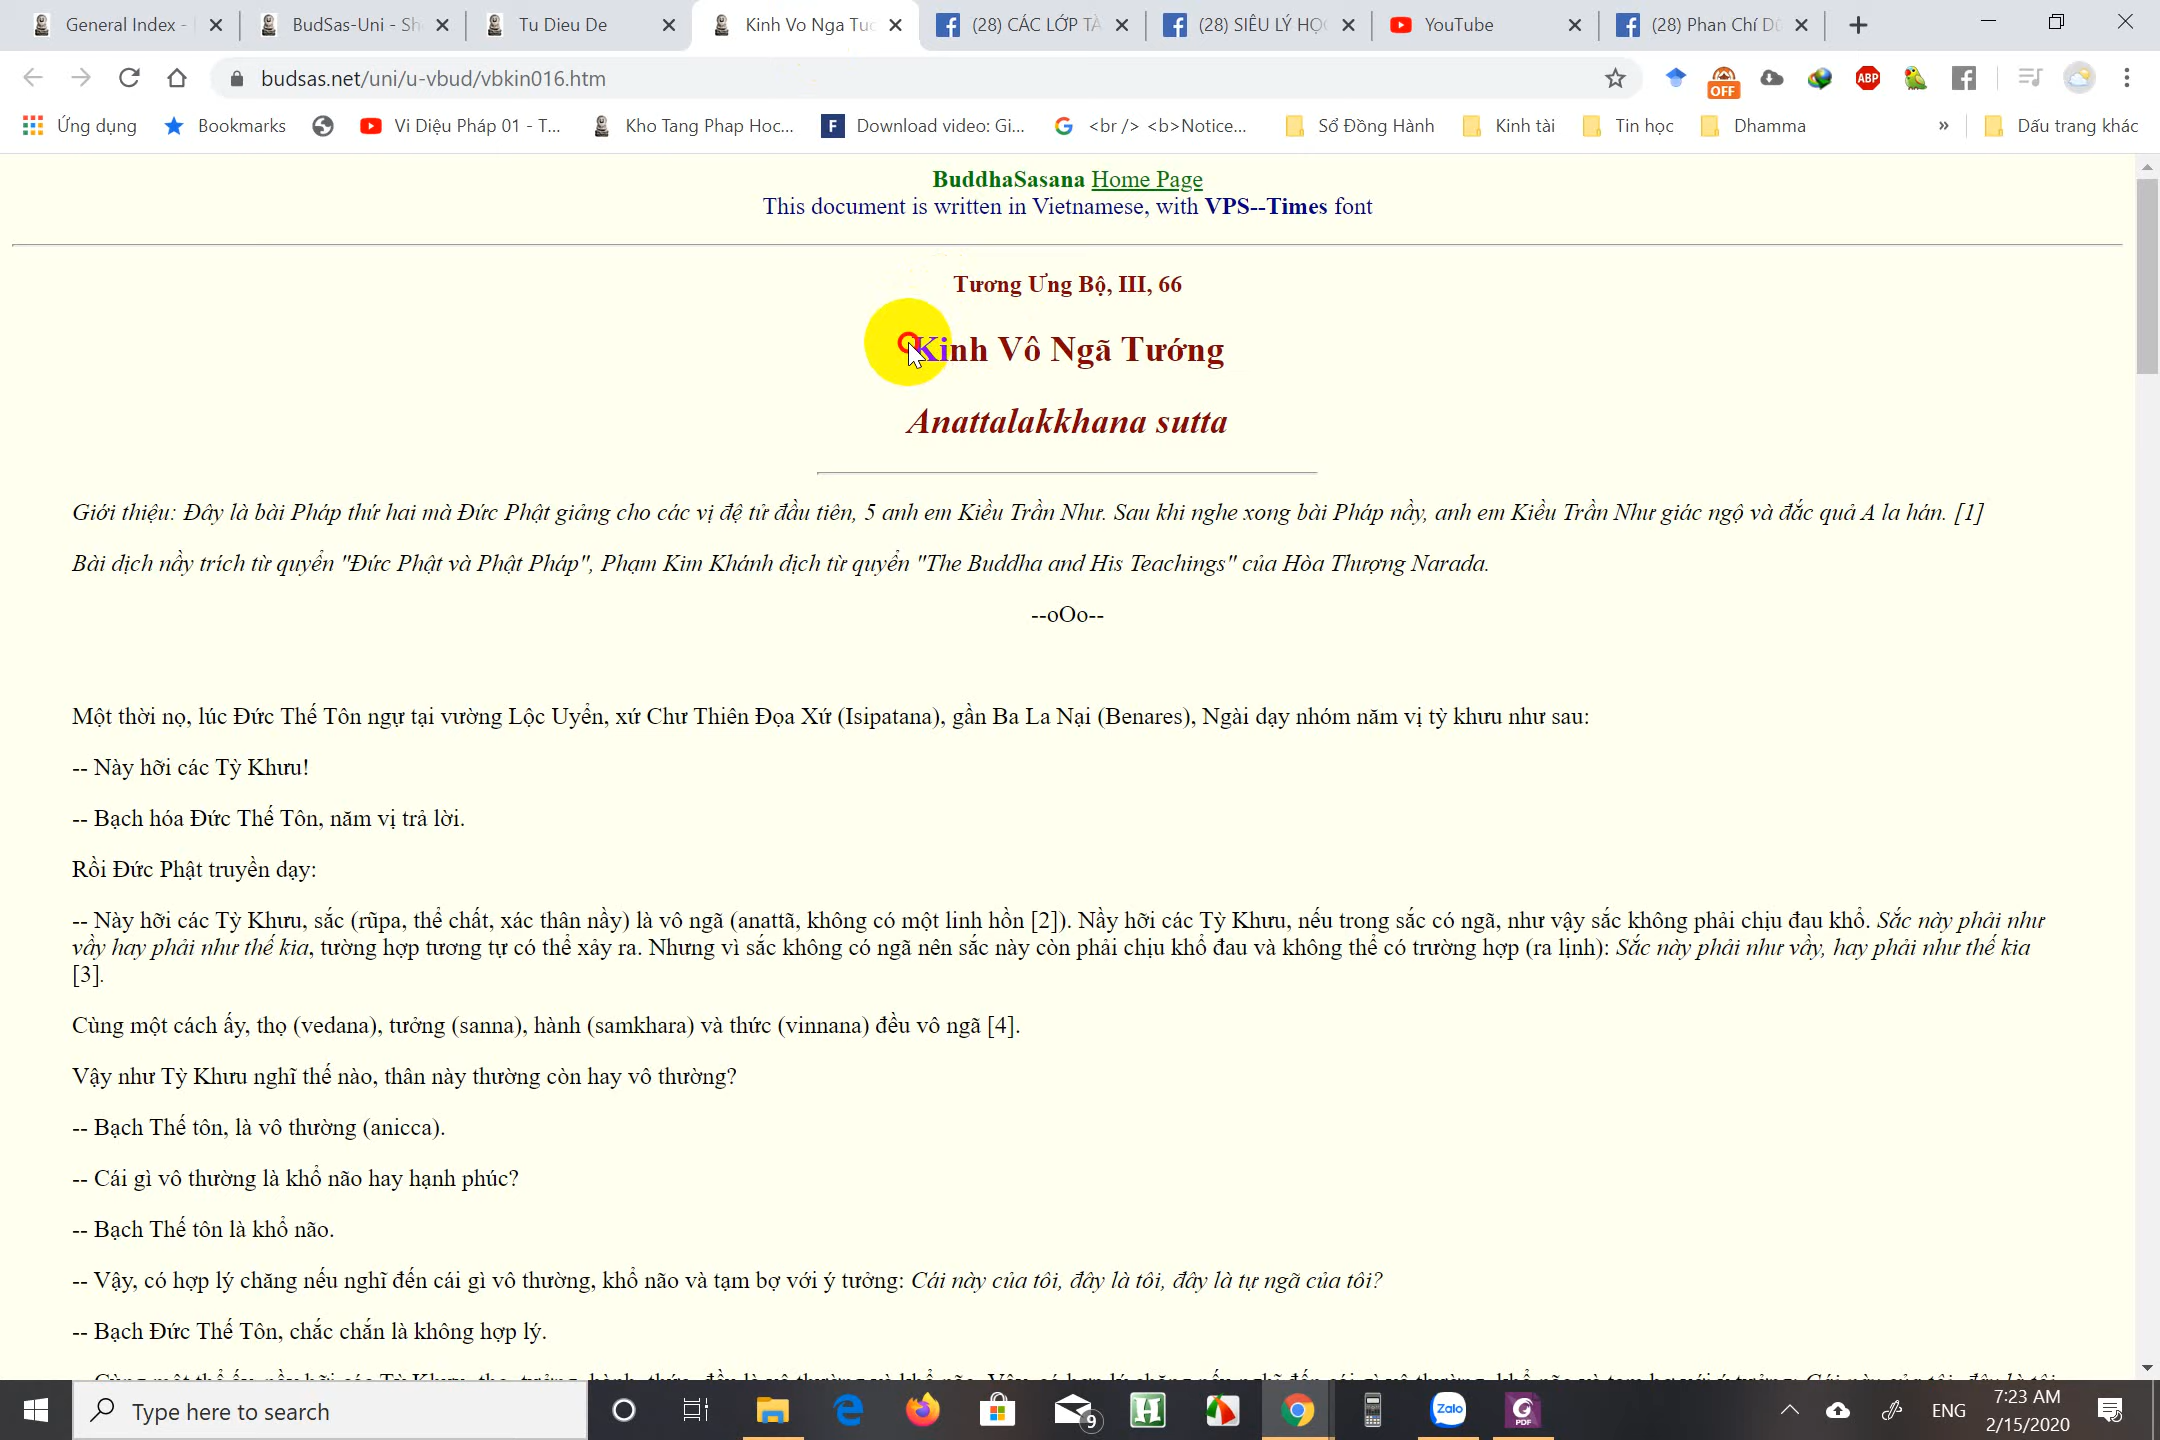 General Index -
BudSas-Uni - Sh
Tu Dieu De
Kinh Vo Nga Tuo
(28) CÁC LỚP TÀ
(28) SIÊU LÝ HỌC
YouTube
(28) Phan Chí Dũ
budsas.net/uni/u-vbud/vbkin016.htm
OFF
ABP
Ứng dụng
Bookmarks
Vi Diệu Pháp 01 - T...
Kho Tang Phap Hoc...
F
Download video: Gi...
<br /> <b>Notice...
Sổ Đồng Hành
Kinh tài
Tin học
Dhamma
»
Dấu trang khác
BuddhaSasana Home Page
This document is written in Vietnamese, with VPS--Times font
Tương Ưng Bộ, III, 66
Kinh Vô Ngã Tướng
Anattalakkhana sutta
Giới thiệu: Đây là bài Pháp thứ hai mà Đức Phật giảng cho các vị đệ tử đầu tiên, 5 anh em Kiều Trần Như. Sau khi nghe xong bài Pháp nầy, anh em Kiều Trần Như giác ngộ và đắc quả A la hán. [1]
Bài dịch nầy trích từ quyển "Đức Phật và Phật Pháp", Phạm Kim Khánh dịch từ quyển "The Buddha and His Teachings" của Hòa Thượng Narada.
--oOo--
Một thời nọ, lúc Đức Thế Tôn ngự tại vường Lộc Uyển, xứ Chư Thiên Đọa Xứ (Isipatana), gần Ba La Nại (Benares), Ngài dạy nhóm năm vị tỳ khưu như sau:
-- Này hỡi các Tỳ Khưu!
-- Bạch hóa Đức Thế Tôn, năm vị trả lời.
Rồi Đức Phật truyền dạy:
-- Này hỡi các Tỳ Khưu, sắc (rũpa, thể chất, xác thân nầy) là vô ngã (anattã, không có một linh hồn [2]). Nầy hỡi các Tỳ Khưu, nếu trong sắc có ngã, như vậy sắc không phải chịu đau khổ. Sắc này phải như
vầy hay phải như thế kia, tường hợp tương tự có thể xảy ra. Nhưng vì sắc không có ngã nên sắc này còn phải chịu khổ đau và không thể có trường hợp (ra lịnh): Sắc này phải như vầy, hay phải như thế kia
[3].
Cùng một cách ấy, thọ (vedana), tưởng (sanna), hành (samkhara) và thức (vinnana) đều vô ngã [4].
Vậy như Tỳ Khưu nghĩ thế nào, thân này thường còn hay vô thường?
-- Bạch Thế tôn, là vô thường (anicca).
-- Cái gì vô thường là khổ não hay hạnh phúc?
-- Bạch Thế tôn là khổ não.
-- Vậy, có hợp lý chăng nếu nghĩ đến cái gì vô thường, khổ não và tạm bợ với ý tưởng: Cái này của tôi, đây là tôi, đây là tự ngã của tôi?
-- Bạch Đức Thế Tôn, chắc chắn là không hợp lý.
Type here to search
9
Zalo
PDF
ENG
7:23 AM
2/15/2020